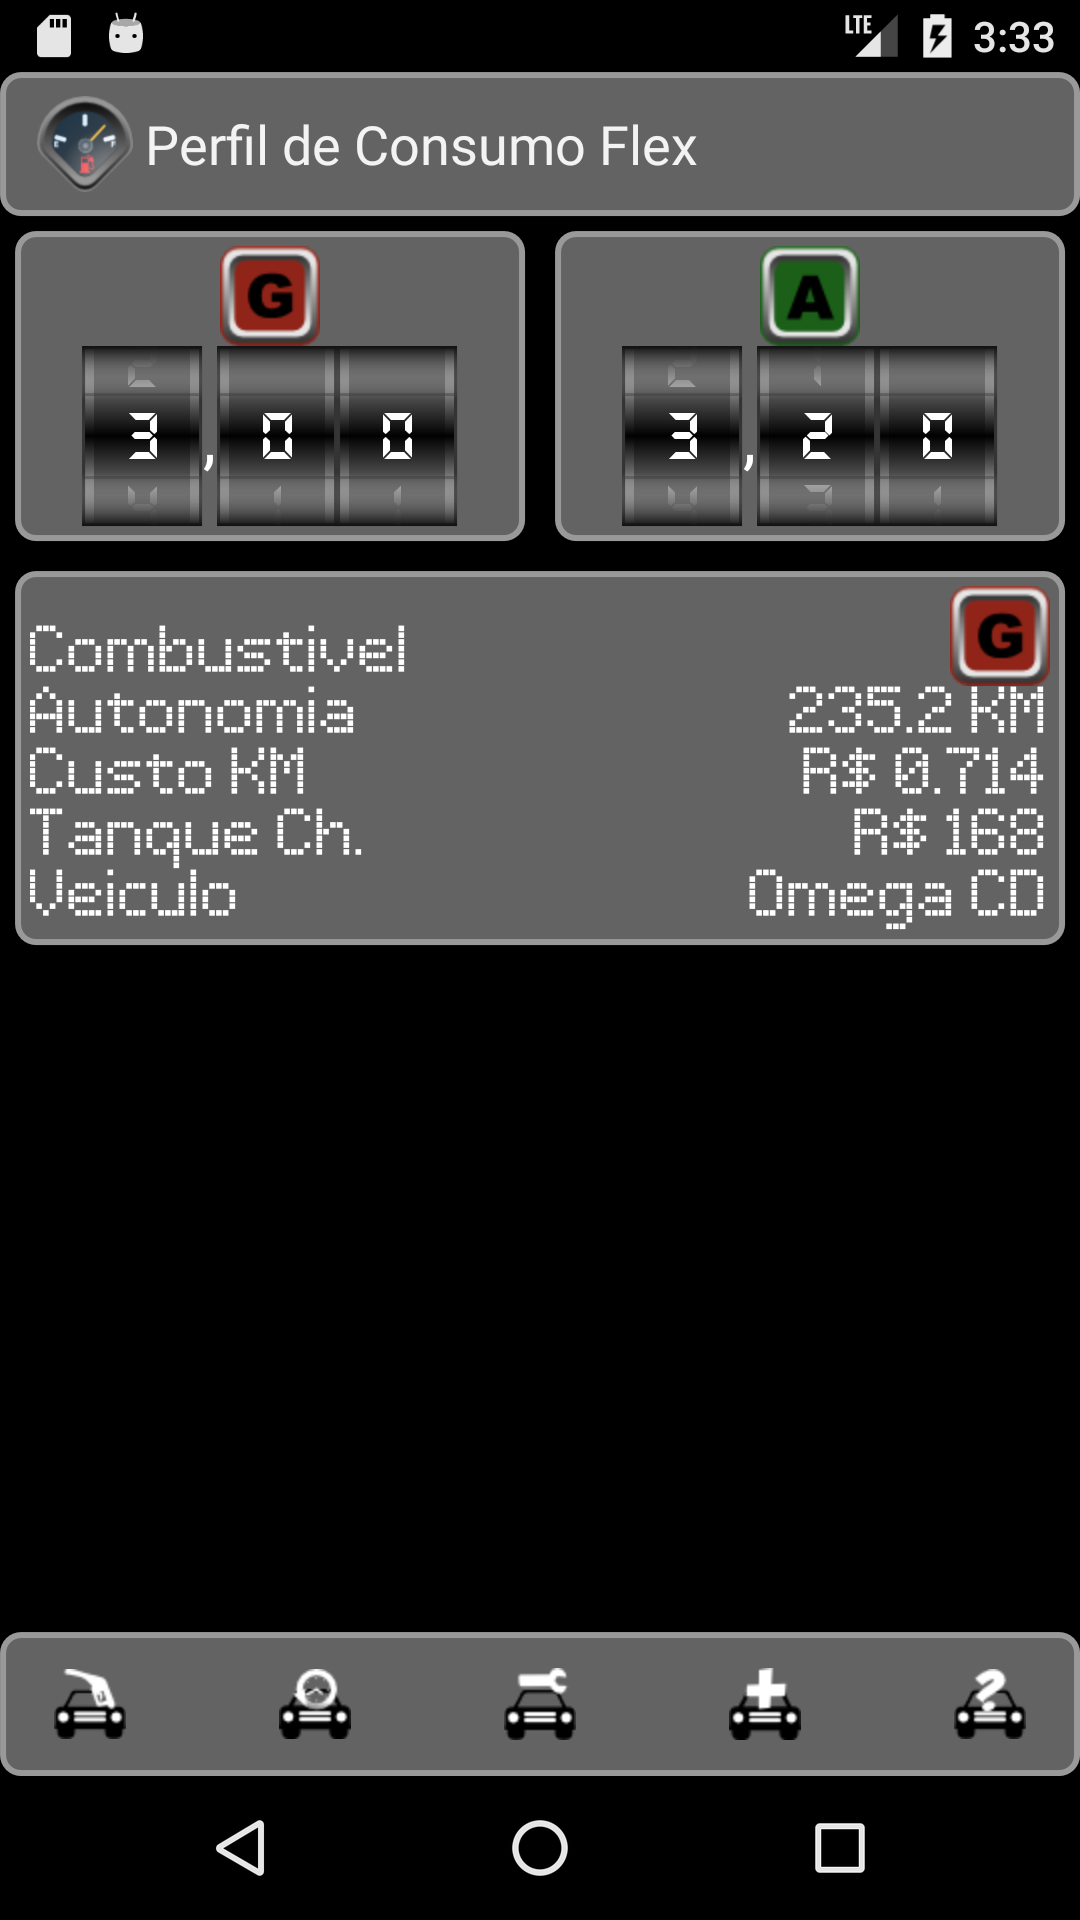 LTE 3:33
Perfil de Consumo Flex
G A
3,00 3,20
Combustivel G
Autonomia 235.2 KM
Custo KM R$ 0.714
Tanque Ch. R$ 168
Veiculo Omega CD